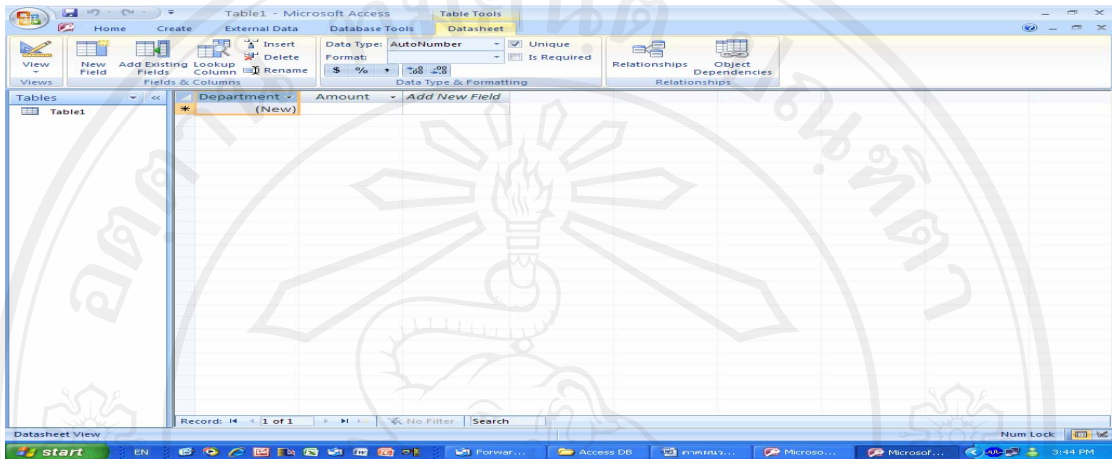 Table1 - Microsoft Access Table Tools
Home Create External Data Database Tools Datasheet
View
Views
New Field
Add Existing Fields
Lookup Column
Insert
Delete
Rename
Fields & Columns
Data Type: AutoNumber
Format:
$ % ,
Unique
Is Required
Data Type & Formatting
Relationships
Object Dependencies
Relationships
Tables
Table1
Department Amount Add New Field
(New)
Record: 1 of 1 No Filter Search
Datasheet View Num Lock
start EN Forwar... Access DB Microso... Microsof... 3:44 PM